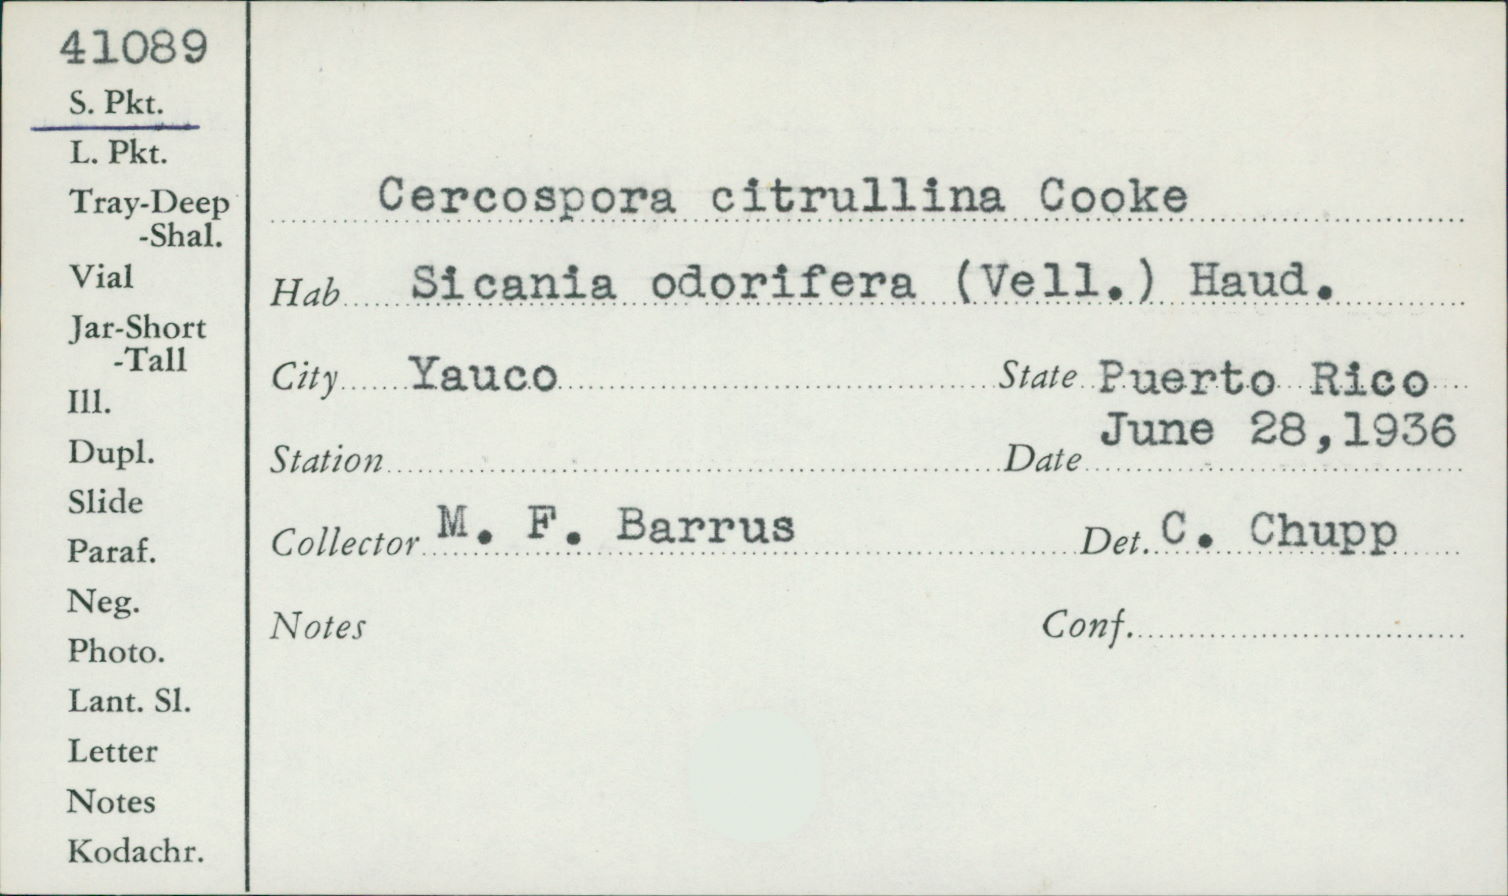 41089
S. Pkt.
L. Pkt.
Tray-Deep
-Shal.
Vial
Jar-Short
-Tall
Ill.
Dupl.
Slide
Paraf.
Neg.
Photo.
Lant. Sl.
Letter
Notes
Kodachr.
Cercospora citrullina Cooke
Hab Sicania odorifera (Vell.) Haud.
City Yauco State Puerto Rico
Station Date June 28,1936
Collector M. F. Barrus Det. C. Chupp
Notes Conf.